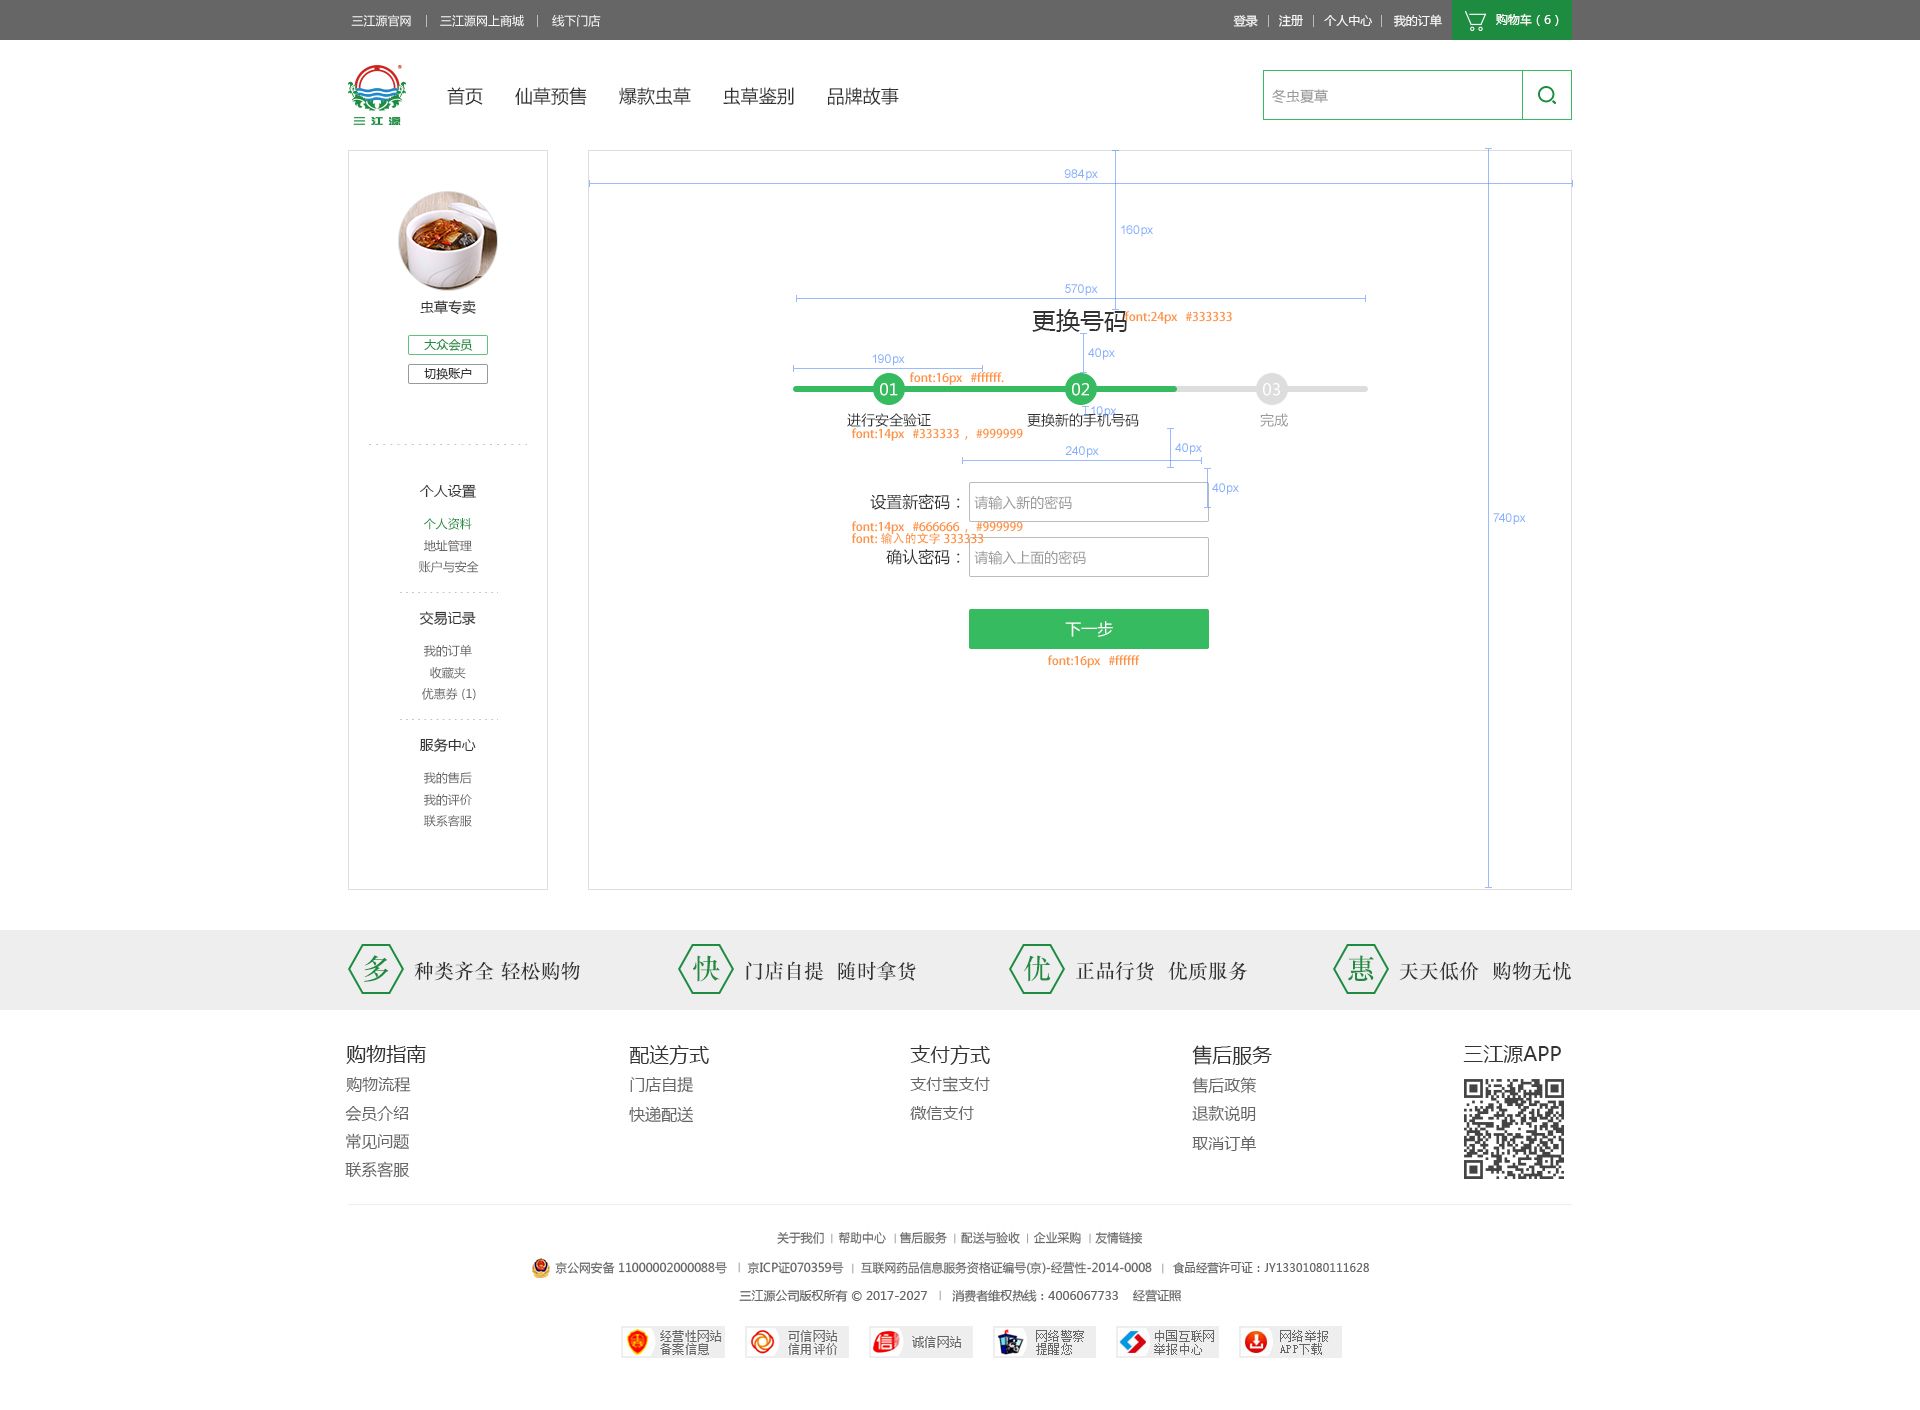 三江源官网 | 三江源网上商城 | 线下门店
登录 | 注册 | 个人中心 | 我的订单
购物车 ( 6 )
三 江 源
首页 仙草预售 爆款虫草 虫草鉴别 品牌故事
冬虫夏草
虫草专卖
大众会员
切换账户
个人设置
个人资料
地址管理
账户与安全
交易记录
我的订单
收藏夹
优惠券 (1)
服务中心
我的售后
我的评价
联系客服
984px
160px
570px
更换号码
font:24px #333333
40px
190px
font:16px #ffffff.
01
02
03
10px
进行安全验证
更换新的手机号码
完成
font:14px #333333 , #999999
40px
240px
40px
740px
设置新密码：
请输入新的密码
font:14px #666666 , #999999
font: 输入的文字 333333
确认密码：
请输入上面的密码
下一步
font:16px #ffffff
多 种类齐全 轻松购物
快 门店自提 随时拿货
优 正品行货 优质服务
惠 天天低价 购物无忧
购物指南
购物流程
会员介绍
常见问题
联系客服
配送方式
门店自提
快递配送
支付方式
支付宝支付
微信支付
售后服务
售后政策
退款说明
取消订单
三江源APP
关于我们 | 帮助中心 | 售后服务 | 配送与验收 | 企业采购 | 友情链接
京公网安备 11000002000088号 | 京ICP证070359号 | 互联网药品信息服务资格证编号(京)-经营性-2014-0008 | 食品经营许可证：JY13301080111628
三江源公司版权所有 © 2017-2027 | 消费者维权热线：4006067733 经营证照
经营性网站
备案信息
可信网站
信用评价
信
诚信网站
网络警察
提醒您
中国互联网
举报中心
网络举报
APP下载